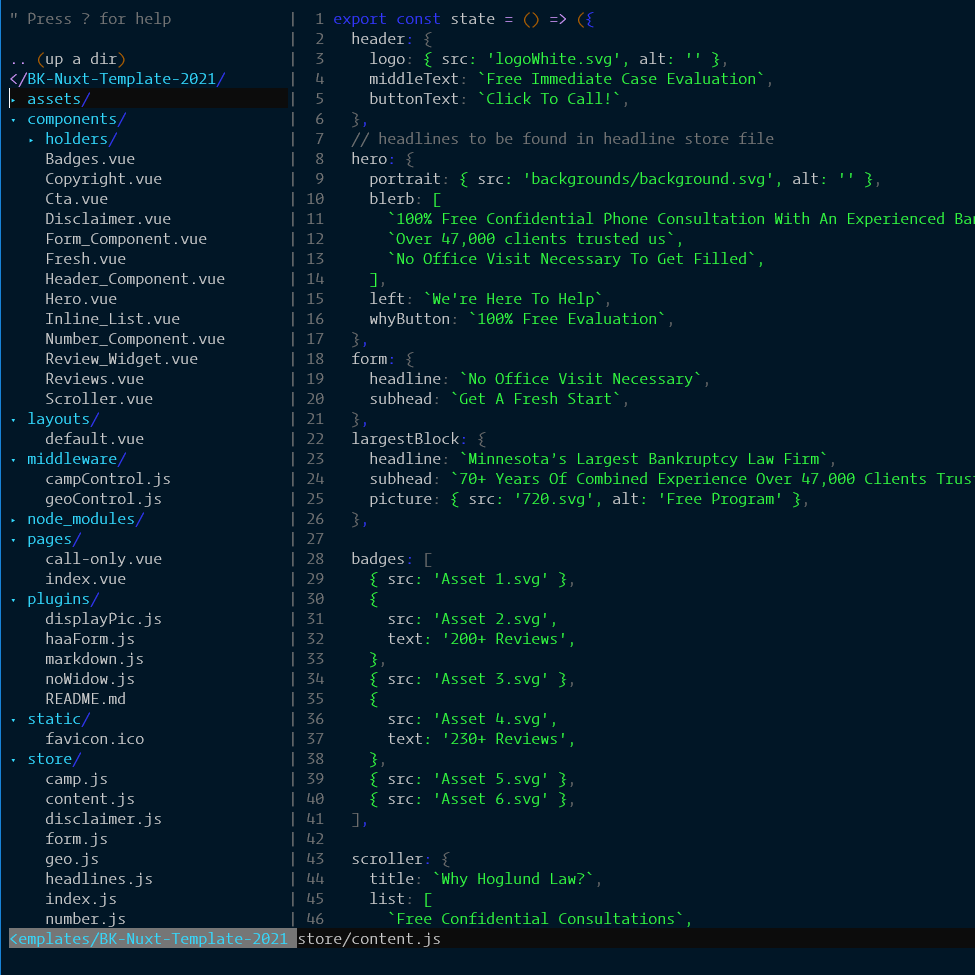 " Press ? for help
.. (up a dir)
</BK-Nuxt-Template-2021/
▸ assets/
▾ components/
▸ holders/
Badges.vue
Copyright.vue
Cta.vue
Disclaimer.vue
Form_Component.vue
Fresh.vue
Header_Component.vue
Hero.vue
Inline_List.vue
Number_Component.vue
Review_Widget.vue
Reviews.vue
Scroller.vue
▾ layouts/
default.vue
▾ middleware/
campControl.js
geoControl.js
▸ node_modules/
▾ pages/
call-only.vue
index.vue
▾ plugins/
displayPic.js
haaForm.js
markdown.js
noWidow.js
README.md
▾ static/
favicon.ico
▾ store/
camp.js
content.js
disclaimer.js
form.js
geo.js
headlines.js
index.js
number.js
<emplates/BK-Nuxt-Template-2021
1 export const state = () => ({
2 header: {
3 logo: { src: 'logoWhite.svg', alt: '' },
4 middleText: `Free Immediate Case Evaluation`,
5 buttonText: `Click To Call!`,
6 },
7 // headlines to be found in headline store file
8 hero: {
9 portrait: { src: 'backgrounds/background.svg', alt: '' },
10 blerb: [
11 `100% Free Confidential Phone Consultation With An Experienced
12 `Over 47,000 clients trusted us`,
13 `No Office Visit Necessary To Get Filled`,
14 ],
15 left: `We're Here To Help`,
16 whyButton: `100% Free Evaluation`,
17 },
18 form: {
19 headline: `No Office Visit Necessary`,
20 subhead: `Get A Fresh Start`,
21 },
22 largestBlock: {
23 headline: `Minnesota's Largest Bankruptcy Law Firm`,
24 subhead: `70+ Years Of Combined Experience Over 47,000 Clients
25 picture: { src: '720.svg', alt: 'Free Program' },
26 },
27
28 badges: [
29 { src: 'Asset 1.svg' },
30 {
31 src: 'Asset 2.svg',
32 text: '200+ Reviews',
33 },
34 { src: 'Asset 3.svg' },
35 {
36 src: 'Asset 4.svg',
37 text: '230+ Reviews',
38 },
39 { src: 'Asset 5.svg' },
40 { src: 'Asset 6.svg' },
41 ],
42
43 scroller: {
44 title: `Why Hoglund Law?`,
45 list: [
46 `Free Confidential Consultations`,
store/content.js